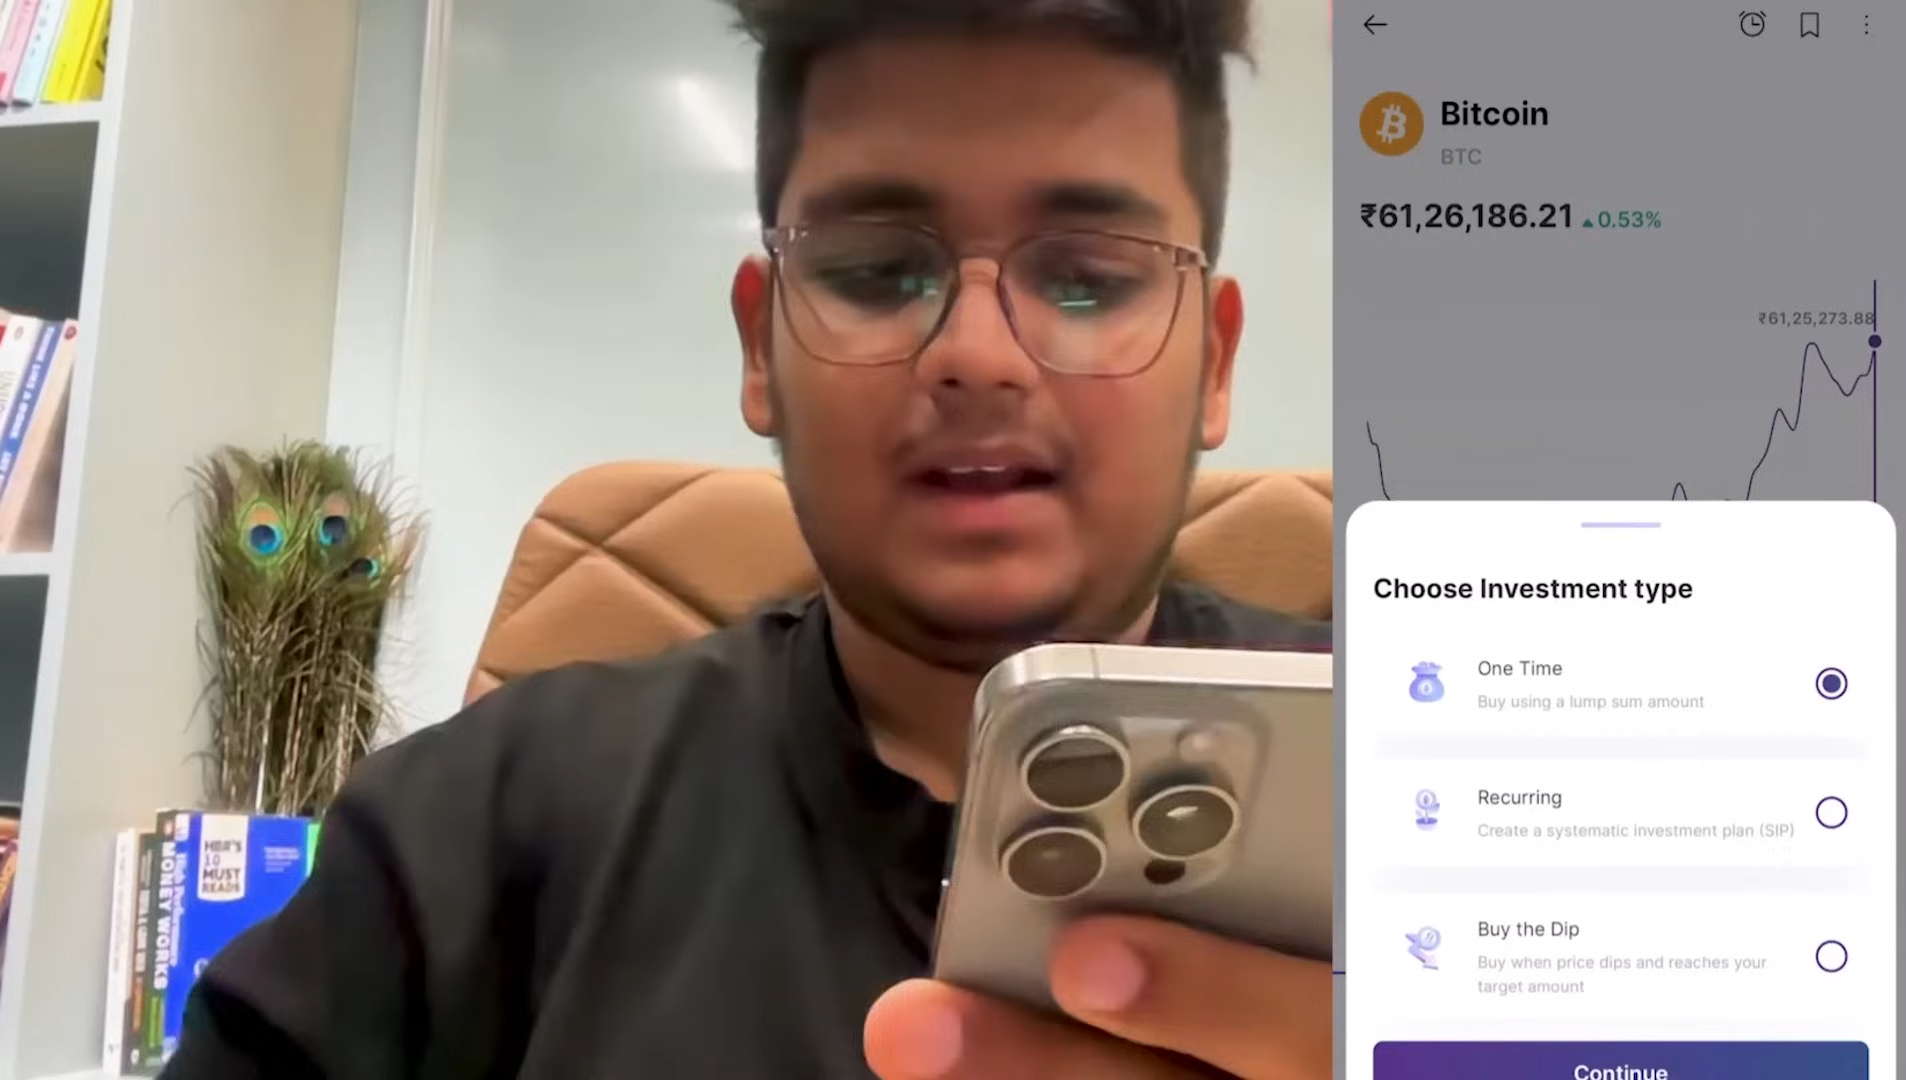 HBR'S
10
MUST
READS
MONEY WORKS
Bitcoin
BTC
₹61,26,186.21 ▲0.53%
₹61,25,273.88
Choose Investment type
One Time
Buy using a lump sum amount
Recurring
Create a systematic investment plan (SIP)
Buy the Dip
Buy when price dips and reaches your
target amount
Continue